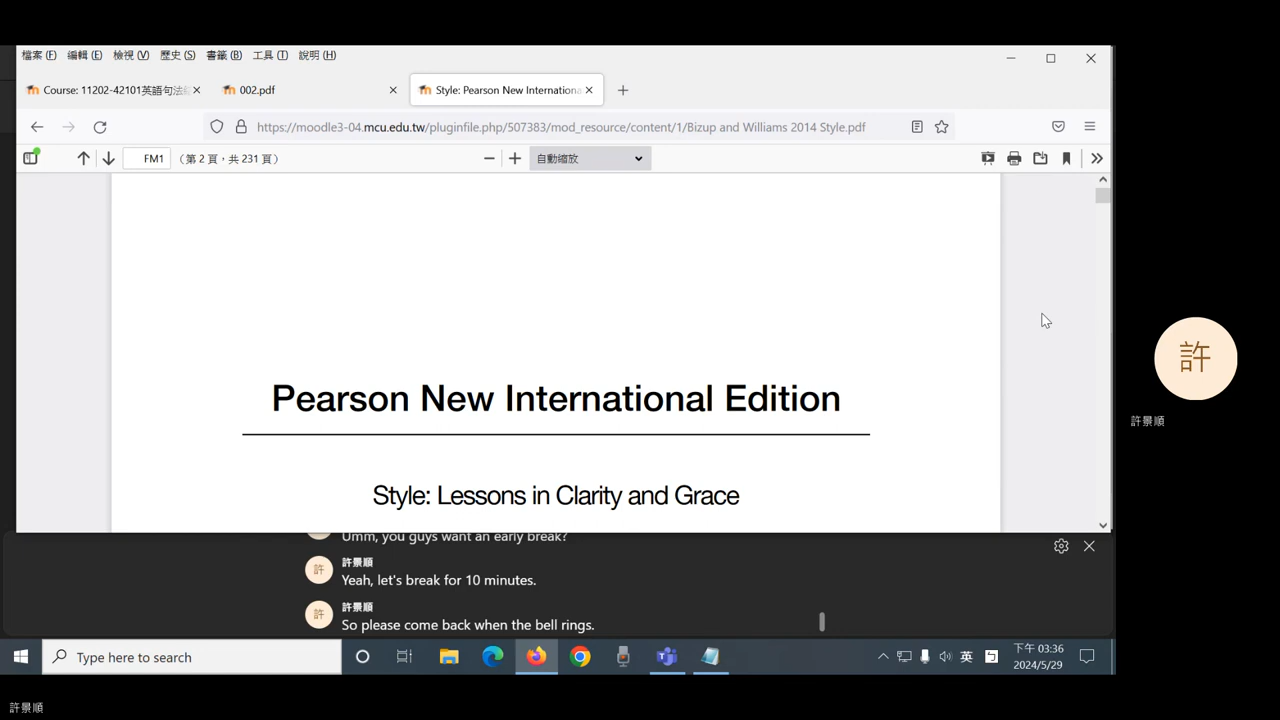 檔案 (F) 編輯 (E) 檢視 (V) 歷史 (S) 書籤 (B) 工具 (T) 說明 (H)
Course: 11202-42101英語句法 002.pdf Style: Pearson New Internationa
https://moodle3-04.mcu.edu.tw/pluginfile.php/507383/mod_resource/content/1/Bizup and Williams 2014 Style.pdf
FM1 (第 2 頁，共 231 頁) 自動縮放
Pearson New International Edition
Style: Lessons in Clarity and Grace
許
許景順
Umm, you guys want an early break?
許景順
許
Yeah, let's break for 10 minutes.
許景順
許
So please come back when the bell rings.
Type here to search
英
下午 03:36
2024/5/29
許景順